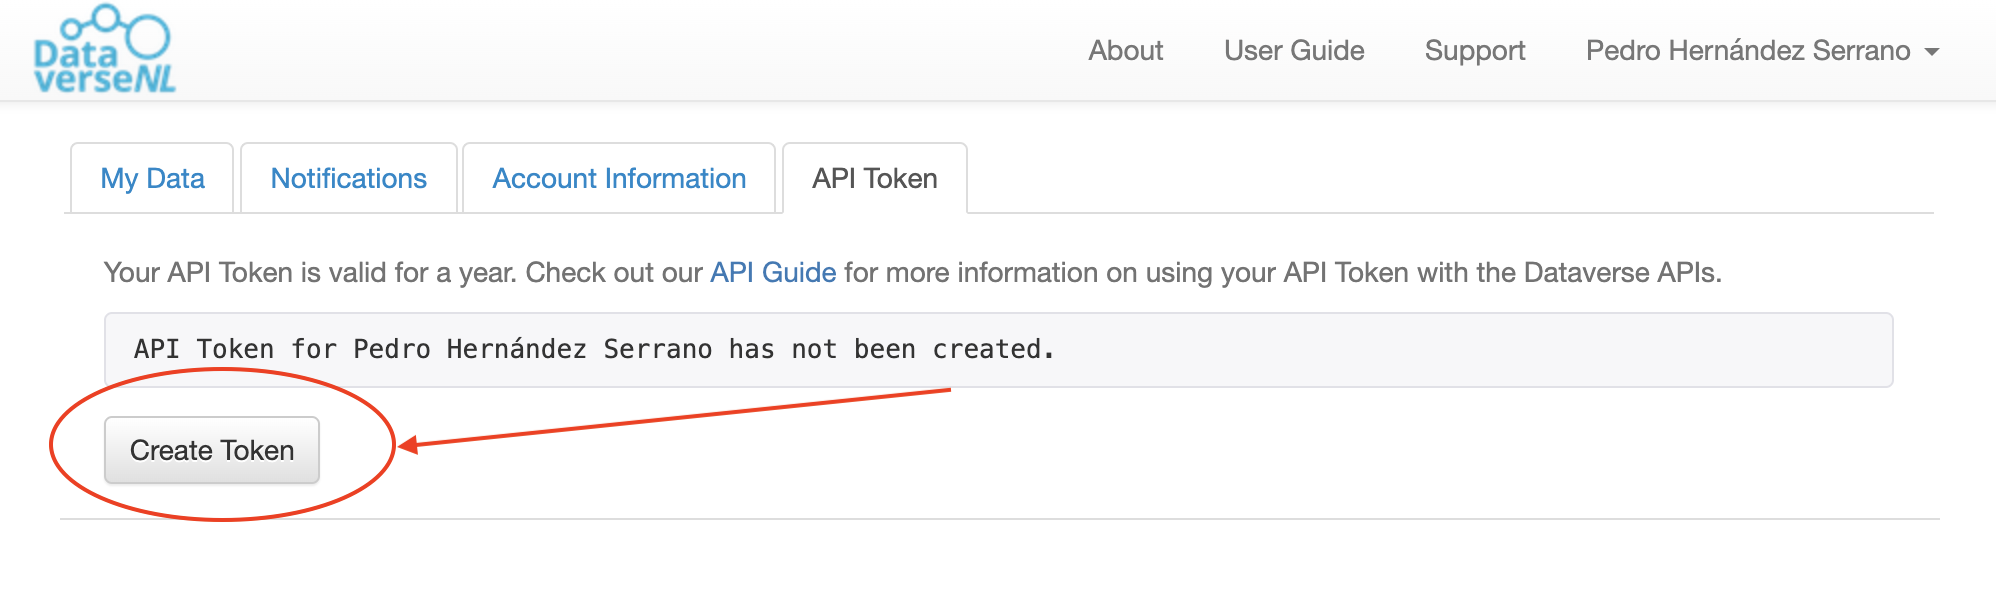 Data
verseNL
About User Guide Support Pedro Hernández Serrano
My Data Notifications Account Information API Token
Your API Token is valid for a year. Check out our API Guide for more information on using your API Token with the Dataverse APIs.
API Token for Pedro Hernández Serrano has not been created.
Create Token